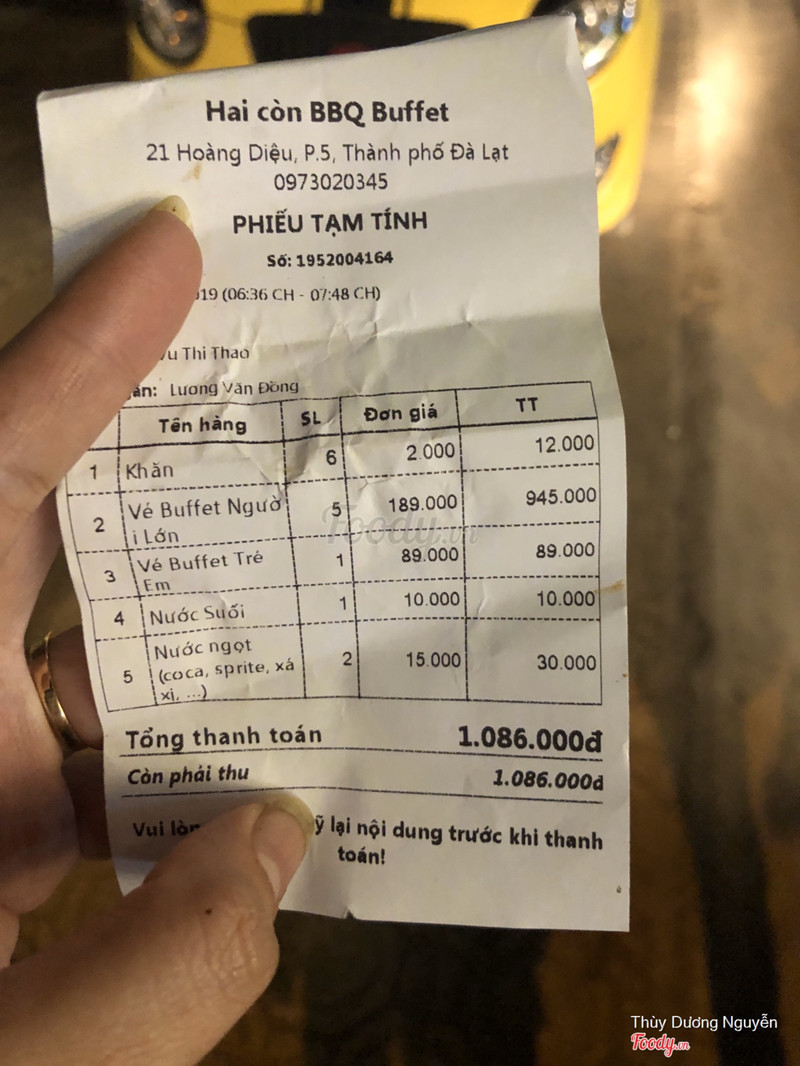 Hai còn BBQ Buffet
21 Hoàng Diệu, P.5, Thành phố Đà Lạt
0973020345
PHIẾU TẠM TÍNH
Số: 1952004164
019 (06:36 CH - 07:48 CH)
Vu Thi Thao
ân: Lương Văn Đồng
Tên hàng SL Đơn giá TT
1 Khăn 6 2.000 12.000
2 Vé Buffet Ngườ 5 189.000 945.000
i Lớn
3 Vé Buffet Trẻ 1 89.000 89.000
Em
4 Nước Suối 1 10.000 10.000
5 Nước ngọt 2 15.000 30.000
(coca, sprite, xá
xị, ...)
Tổng thanh toán 1.086.000đ
Còn phải thu 1.086.000đ
Vui lòn ỹ lại nội dung trước khi thanh
toán!
Foody.vn
Thùy Dương Nguyễn
Foody.vn